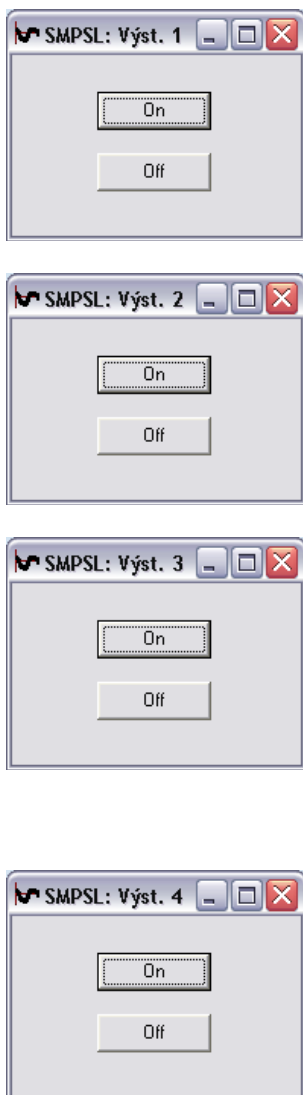 SMPSL: Výst. 1
On
Off
SMPSL: Výst. 2
On
Off
SMPSL: Výst. 3
On
Off
SMPSL: Výst. 4
On
Off